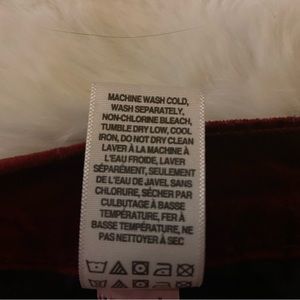 MACHINE WASH COLD,
WASH SEPARATELY,
NON-CHLORINE BLEACH,
TUMBLE DRY LOW, COOL
IRON, DO NOT DRY CLEAN
LAVER À LA MACHINE À
L'EAU FROIDE, LAVER
SÉPARÉMENT, SEULEMENT
DE L'EAU DE JAVEL SANS
CHLORURE, SÉCHER PAR
CULBUTAGE À BASSE
TEMPÉRATURE, FER À
BASSE TEMPÉRATURE, NE
PAS NETTOYER À SEC